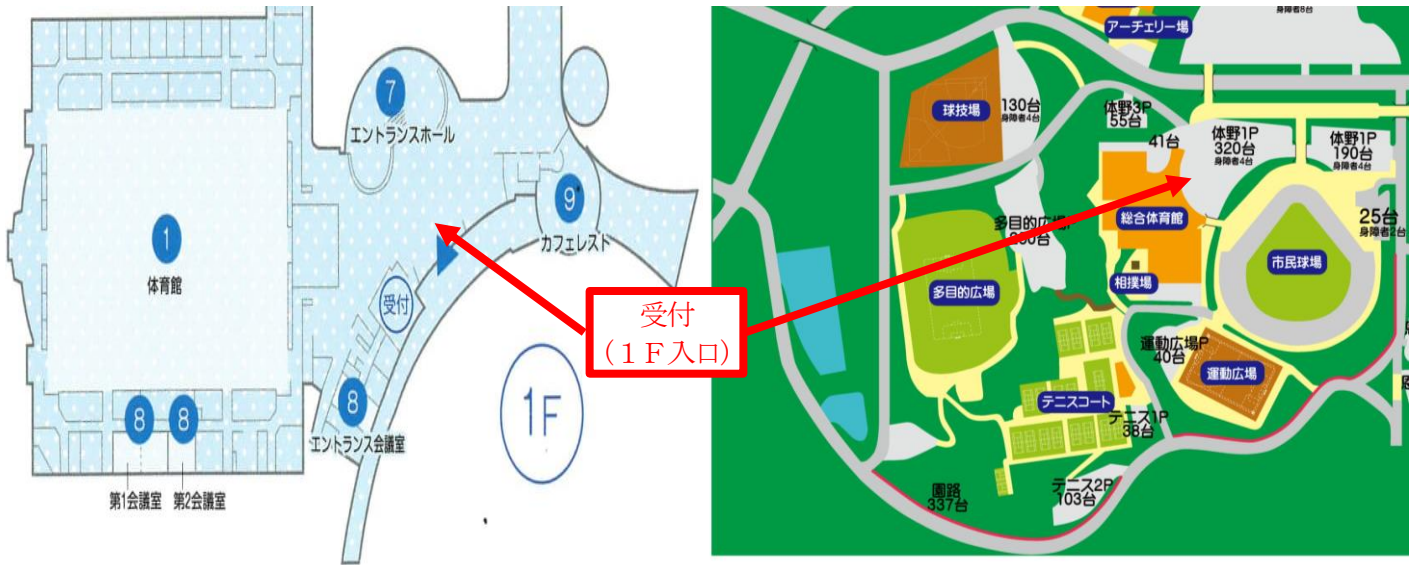 7
エントランスホール
9
カフェレスト
1
体育館
受付
8
エントランス会議室
8
8
第1会議室
第2会議室
1F
受付
(1F入口)
身障者8台
アーチェリー場
球技場
130台
身障者4台
体野3P
55台
41台
体野1P
320台
身障者4台
体野1P
190台
身障者4台
総合体育館
25台
身障者2台
多目的広場
市民球場
相撲場
多目的広場
運動広場P
40台
運動広場
テニスコート
テニス1P
38台
園路
337台
テニス2P
103台